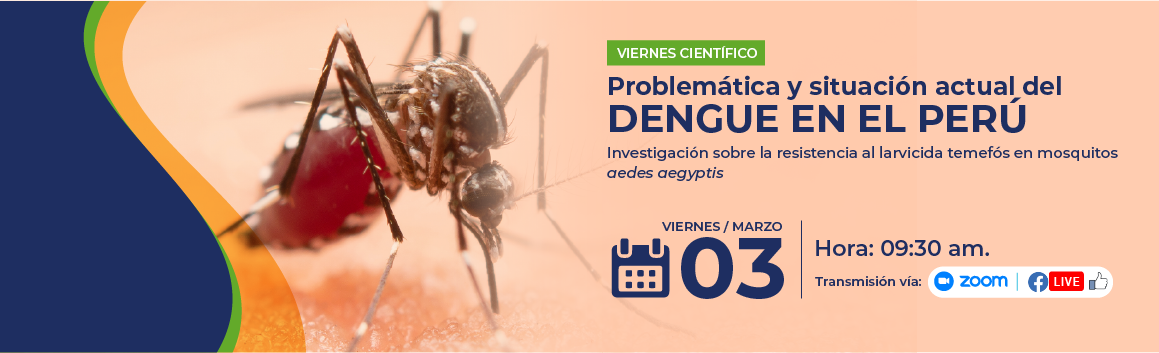 VIERNES CIENTÍFICO
Problemática y situación actual del
DENGUE EN EL PERÚ
Investigación sobre la resistencia al larvicida temefós en mosquitos
aedes aegyptis
VIERNES / MARZO
03
Hora: 09:30 am.
Transmisión vía: zoom | f LIVE